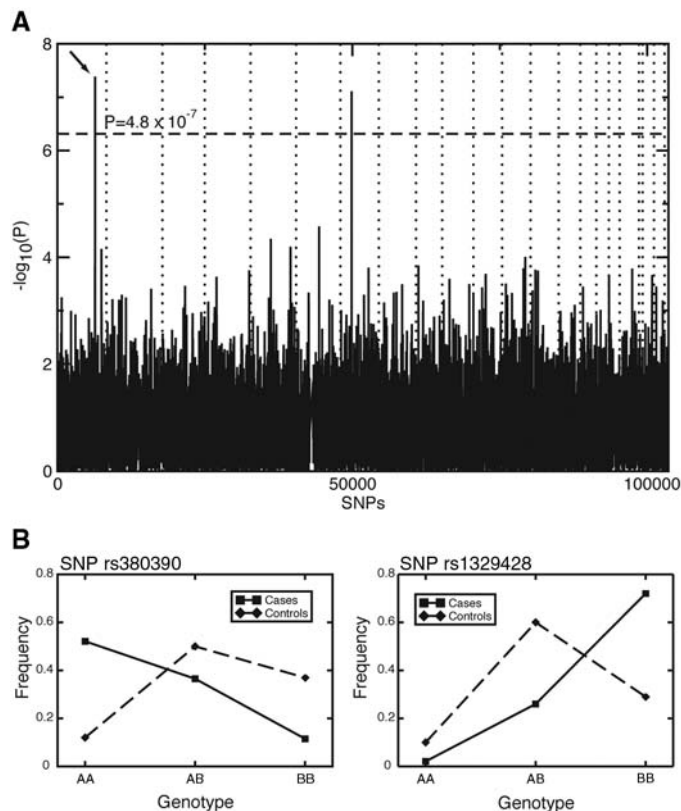 A
8
6
4
2
0
-log10(P)
P=4.8 x 10-7
0 50000 100000
SNPs
B
SNP rs380390
0.8
0.6
0.4
0.2
0
Frequency
Cases
Controls
AA AB BB
Genotype
SNP rs1329428
0.8
0.6
0.4
0.2
0
Frequency
Cases
Controls
AA AB BB
Genotype